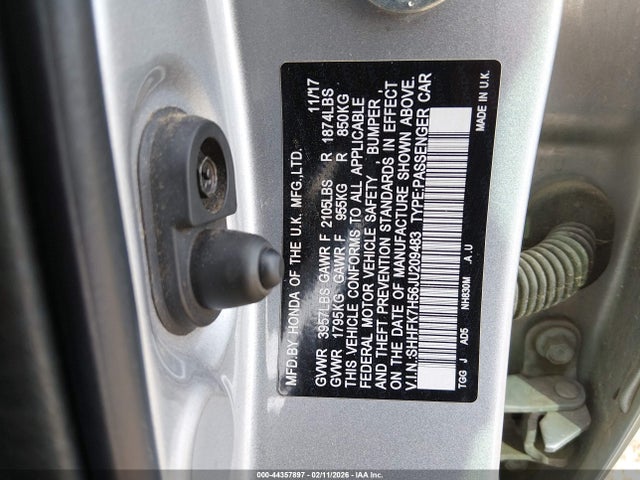 MFD.BY HONDA OF THE U.K. MFG.,LTD. 11/17
GVWR 3957LBS GAWR F 2105LBS R 1874LBS
GVWR 1795KG GAWR F 955KG R 850KG
THIS VEHICLE CONFORMS TO ALL APPLICABLE
FEDERAL MOTOR VEHICLE SAFETY , BUMPER ,
AND THEFT PREVENTION STANDARDS IN EFFECT
ON THE DATE OF MANUFACTURE SHOWN ABOVE.
V.I.N.:SHHFK7H56JU209483 TYPE:PASSENGER CAR
TGG J AD5 NH830M .A.U MADE IN U.K.
000-44357897 - 02/11/2026 - IAA Inc.